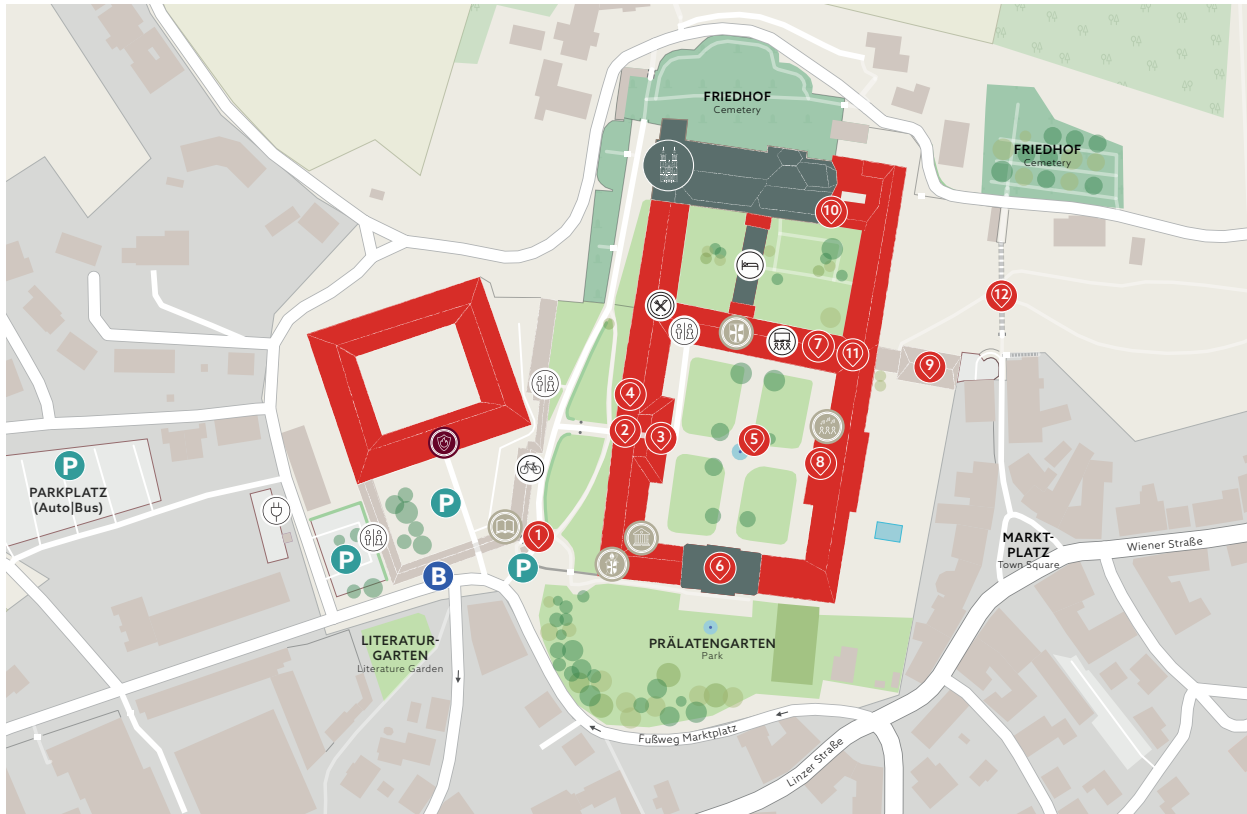 FRIEDHOF
Cemetery
FRIEDHOF
Cemetery
10
12
7
11
9
4
2
3
5
8
P
PARKPLATZ
(Auto|Bus)
P
1
P
P
B
6
MARKT-
PLATZ
Town Square
Wiener Straße
LITERATUR-
GARTEN
Literature Garden
PRÄLATENGARTEN
Park
Fußweg Marktplatz
Linzer Straße